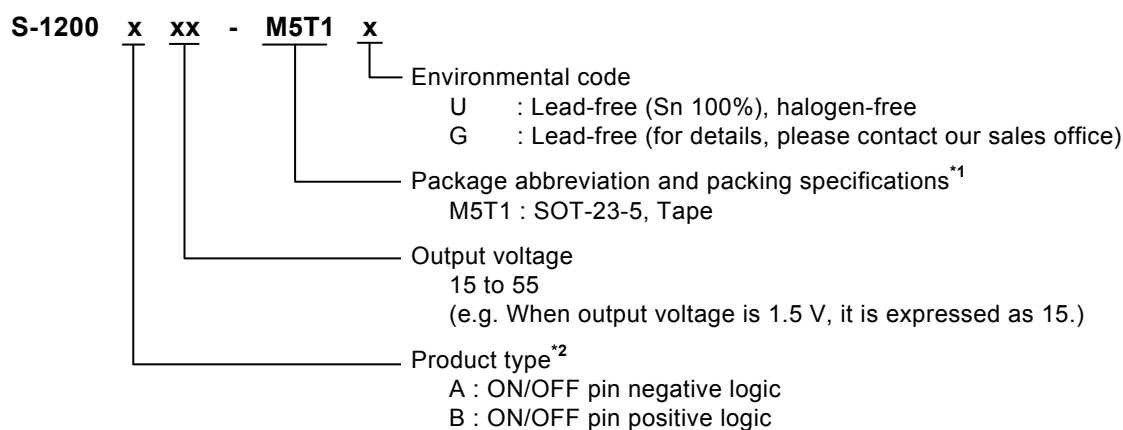 S-1200 x xx - M5T1 x
Environmental code
U : Lead-free (Sn 100%), halogen-free
G : Lead-free (for details, please contact our sales office)
Package abbreviation and packing specifications*1
M5T1 : SOT-23-5, Tape
Output voltage
15 to 55
(e.g. When output voltage is 1.5 V, it is expressed as 15.)
Product type*2
A : ON/OFF pin negative logic
B : ON/OFF pin positive logic